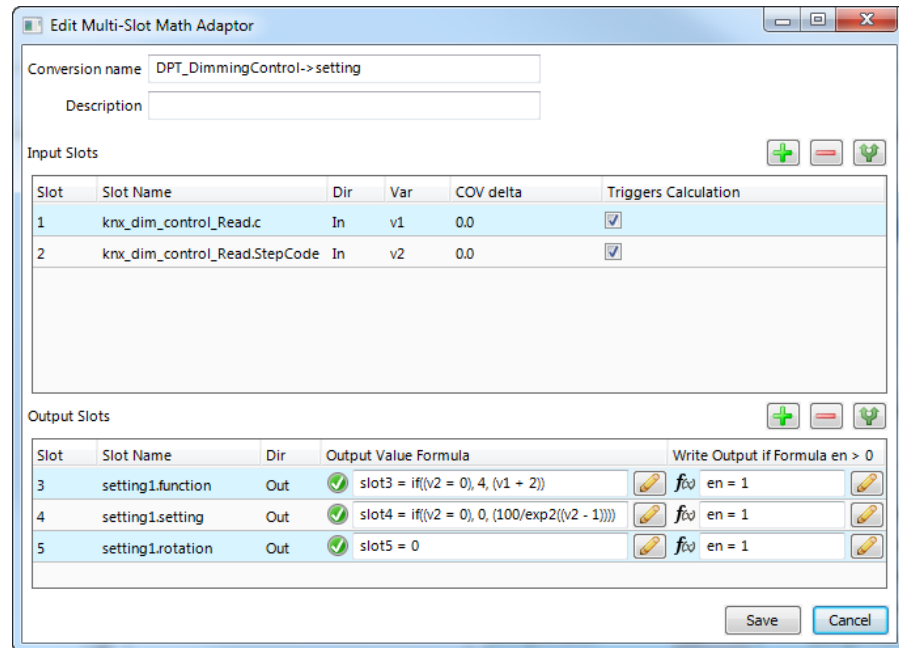 Edit Multi-Slot Math Adaptor
Conversion name DPT_DimmingControl->setting
Description
Input Slots
Slot Slot Name Dir Var COV delta Triggers Calculation
1 knx_dim_control_Read.c In v1 0.0
2 knx_dim_control_Read.StepCode In v2 0.0
Output Slots
Slot Slot Name Dir Output Value Formula Write Output if Formula en > 0
3 setting1.function Out slot3 = if((v2 = 0), 4, (v1 + 2)) f(x) en = 1
4 setting1.setting Out slot4 = if((v2 = 0), 0, (100/exp2((v2 - 1)))) f(x) en = 1
5 setting1.rotation Out slot5 = 0 f(x) en = 1
Save Cancel